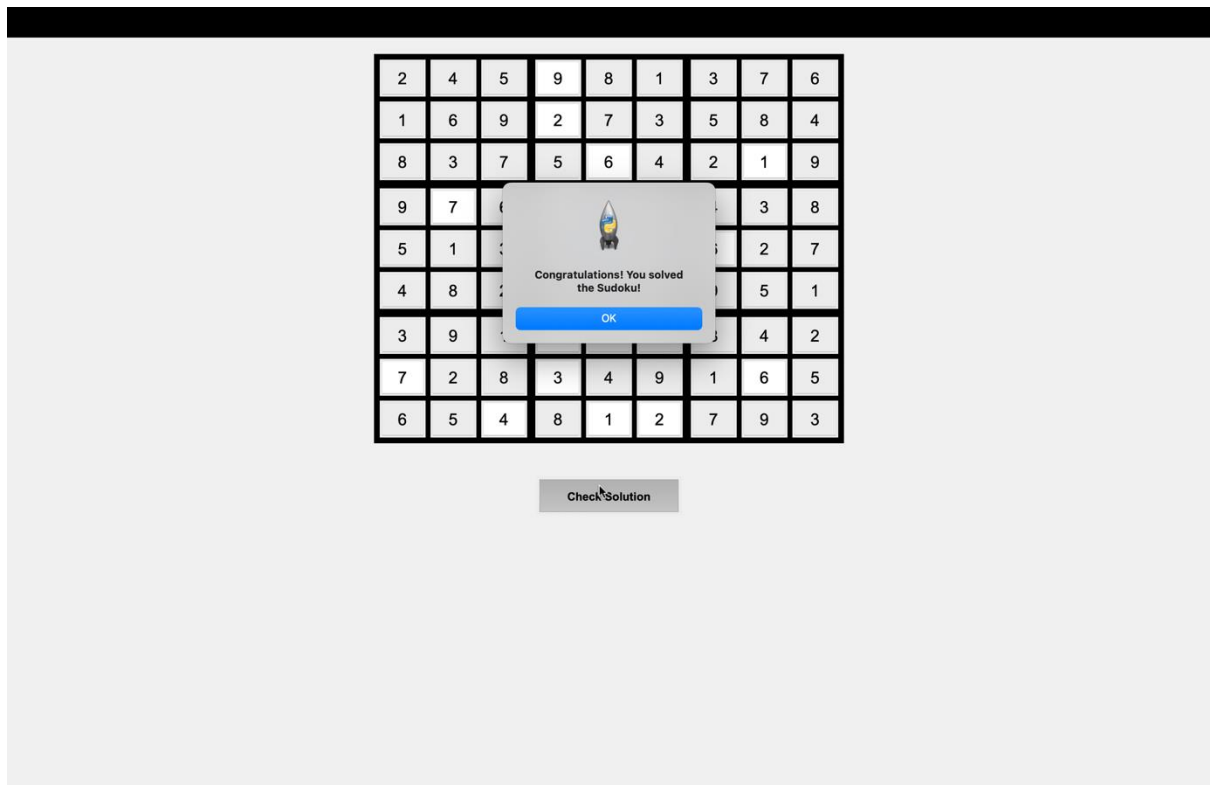 2 4 5 9 8 1 3 7 6
1 6 9 2 7 3 5 8 4
8 3 7 5 6 4 2 1 9
9 7 3 8
5 1 2 7
4 8 5 1
3 9 4 2
7 2 8 3 4 9 1 6 5
6 5 4 8 1 2 7 9 3
Congratulations! You solved
the Sudoku!
OK
Check Solution